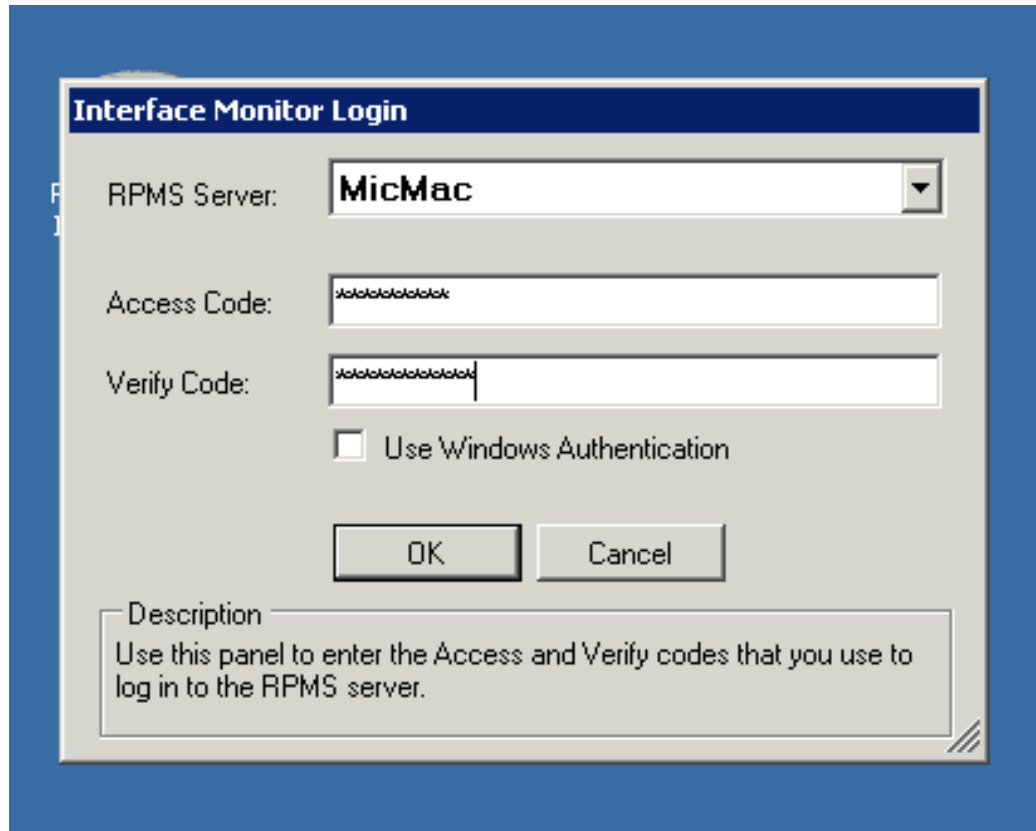 Interface Monitor Login
RPMS Server:
MicMac
Access Code:
Verify Code:
Use Windows Authentication
OK
Cancel
Description
Use this panel to enter the Access and Verify codes that you use to
log in to the RPMS server.